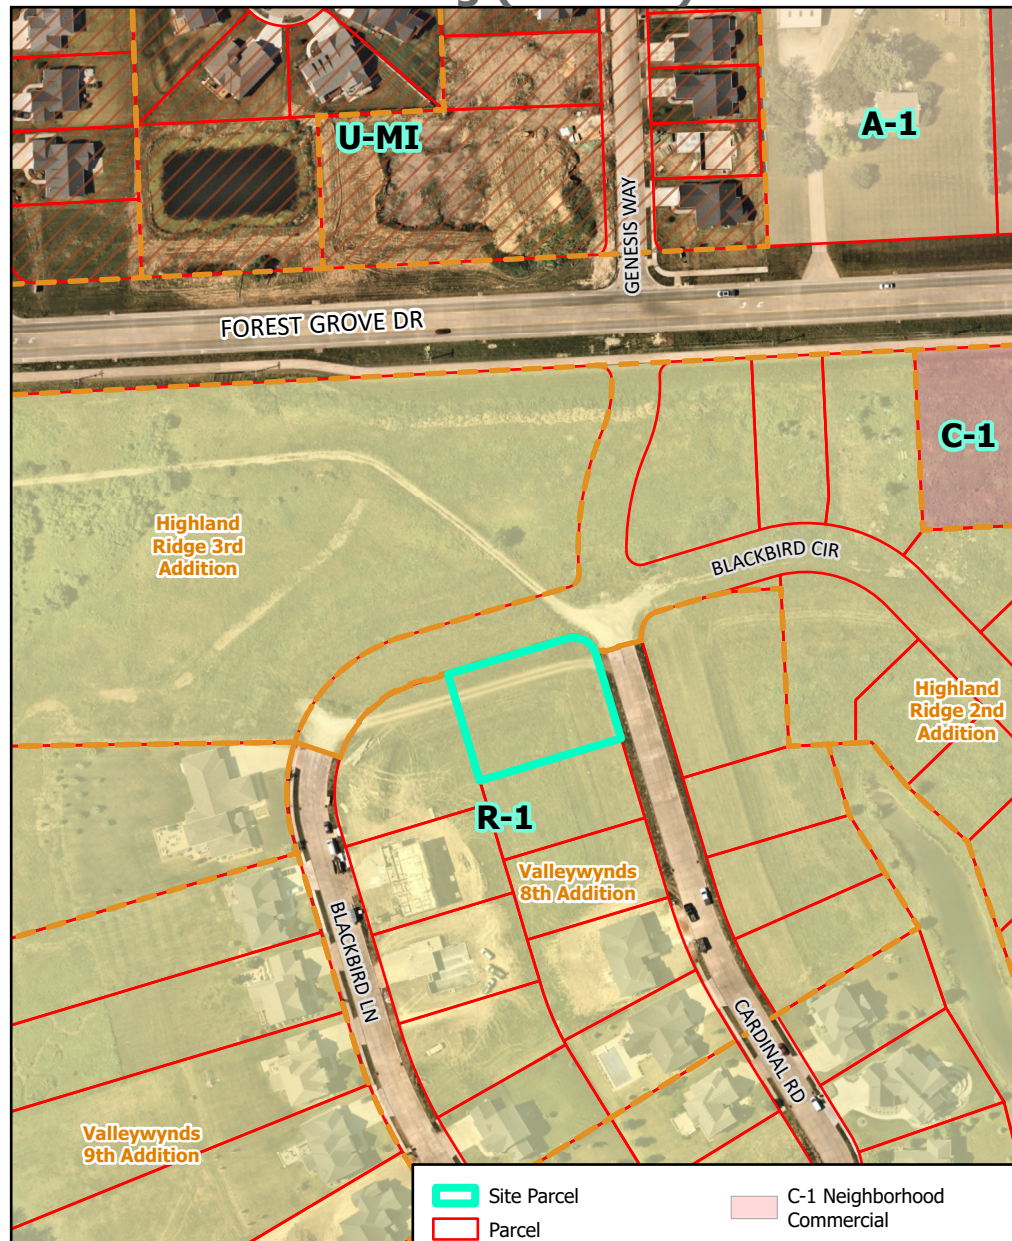 U-MI
A-1
GENESIS WAY
FOREST GROVE DR
C-1
Highland
Ridge 3rd
Addition
BLACKBIRD CIR
Highland
Ridge 2nd
Addition
R-1
Valleywynds
8th Addition
BLACKBIRD LN
CARDINAL RD
Valleywynds
9th Addition
Site Parcel
Parcel
C-1 Neighborhood
Commercial